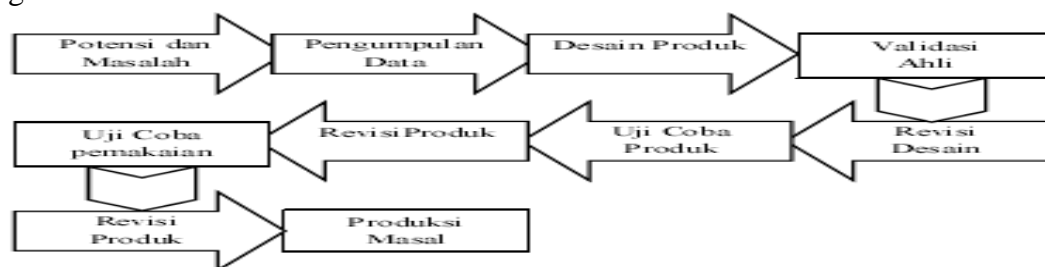 Potensi dan
Masalah
Pengumpulan
Data
Desain Produk
Validasi
Ahli
Revisi
Desain
Uji Coba
Produk
Revisi Produk
Uji Coba
pemakaian
Revisi
Produk
Produksi
Masal